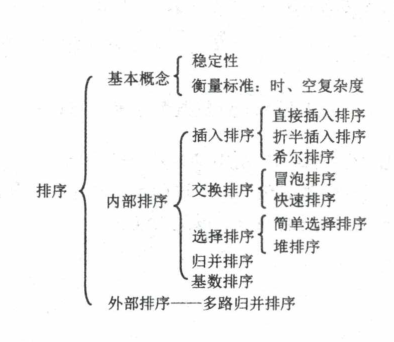 稳定性
基本概念
衡量标准：时、空复杂度
直接插入排序
插入排序
折半插入排序
希尔排序
冒泡排序
排序
内部排序
交换排序
快速排序
简单选择排序
选择排序
堆排序
归并排序
基数排序
外部排序——多路归并排序